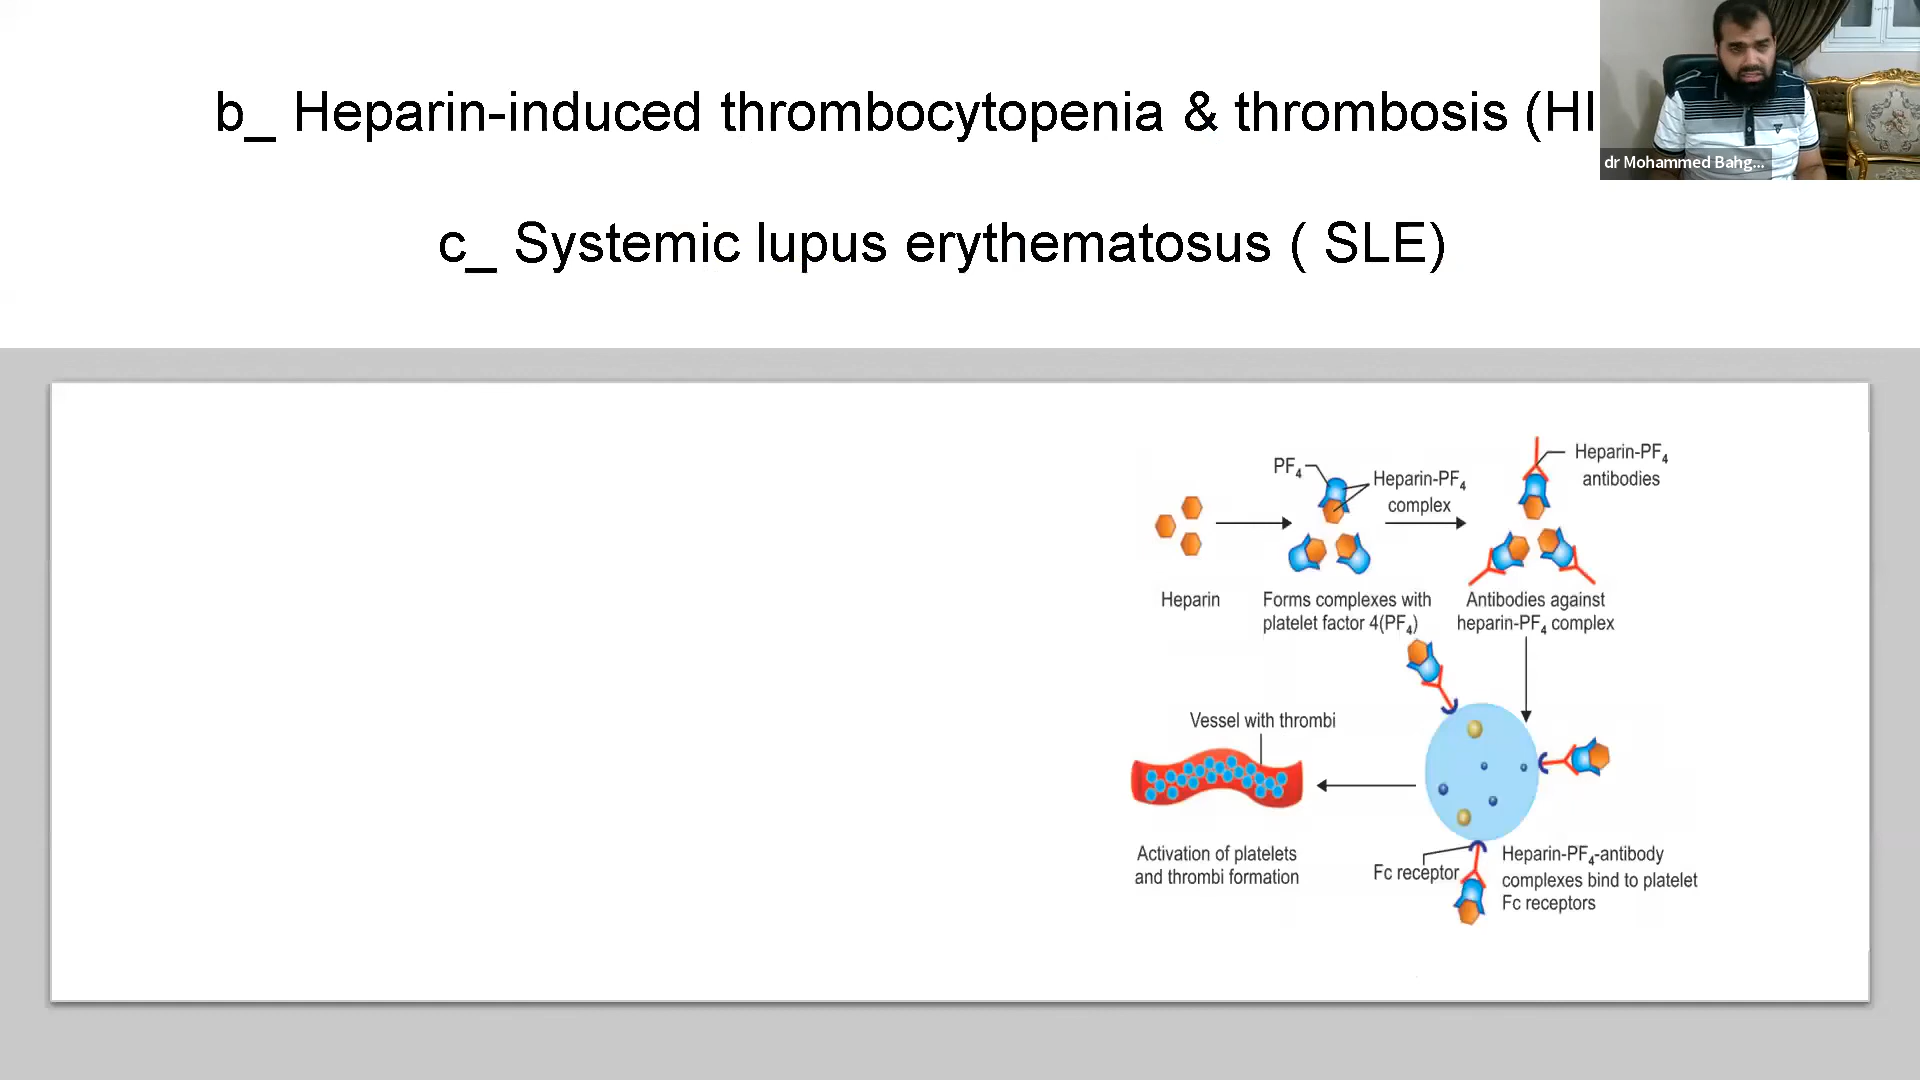 b_ Heparin-induced thrombocytopenia & thrombosis (HI
dr Mohammed Bahg...
c_ Systemic lupus erythematosus ( SLE)
PF4
Heparin-PF4
complex
Heparin-PF4
antibodies
Heparin
Forms complexes with
platelet factor 4(PF4)
Antibodies against
heparin-PF4 complex
Vessel with thrombi
Activation of platelets
and thrombi formation
Fc receptor
Heparin-PF4-antibody
complexes bind to platelet
Fc receptors